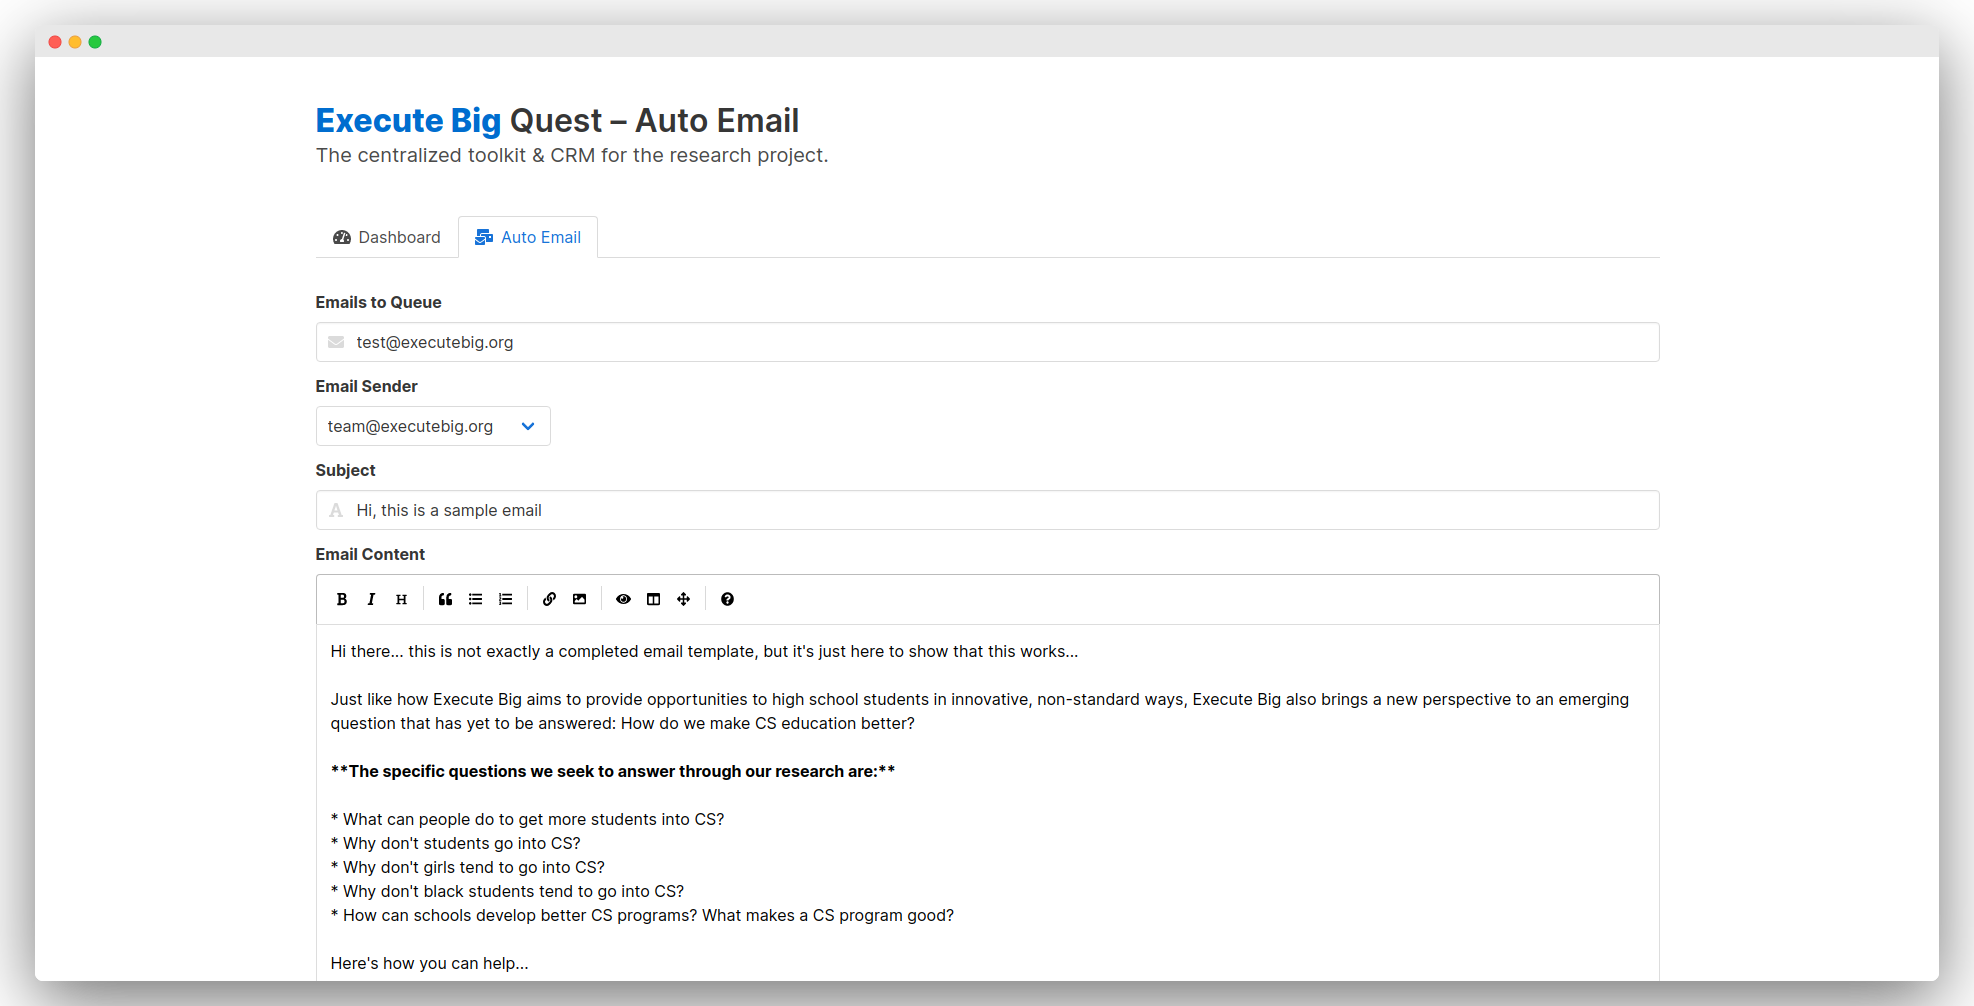 Execute Big Quest – Auto Email
The centralized toolkit & CRM for the research project.
Dashboard Auto Email
Emails to Queue
test@executebig.org
Email Sender
team@executebig.org
Subject
Hi, this is a sample email
Email Content
B I H
Hi there... this is not exactly a completed email template, but it's just here to show that this works...
Just like how Execute Big aims to provide opportunities to high school students in innovative, non-standard ways, Execute Big also brings a new perspective to an emerging
question that has yet to be answered: How do we make CS education better?
**The specific questions we seek to answer through our research are:**
* What can people do to get more students into CS?
* Why don't students go into CS?
* Why don't girls tend to go into CS?
* Why don't black students tend to go into CS?
* How can schools develop better CS programs? What makes a CS program good?
Here's how you can help...